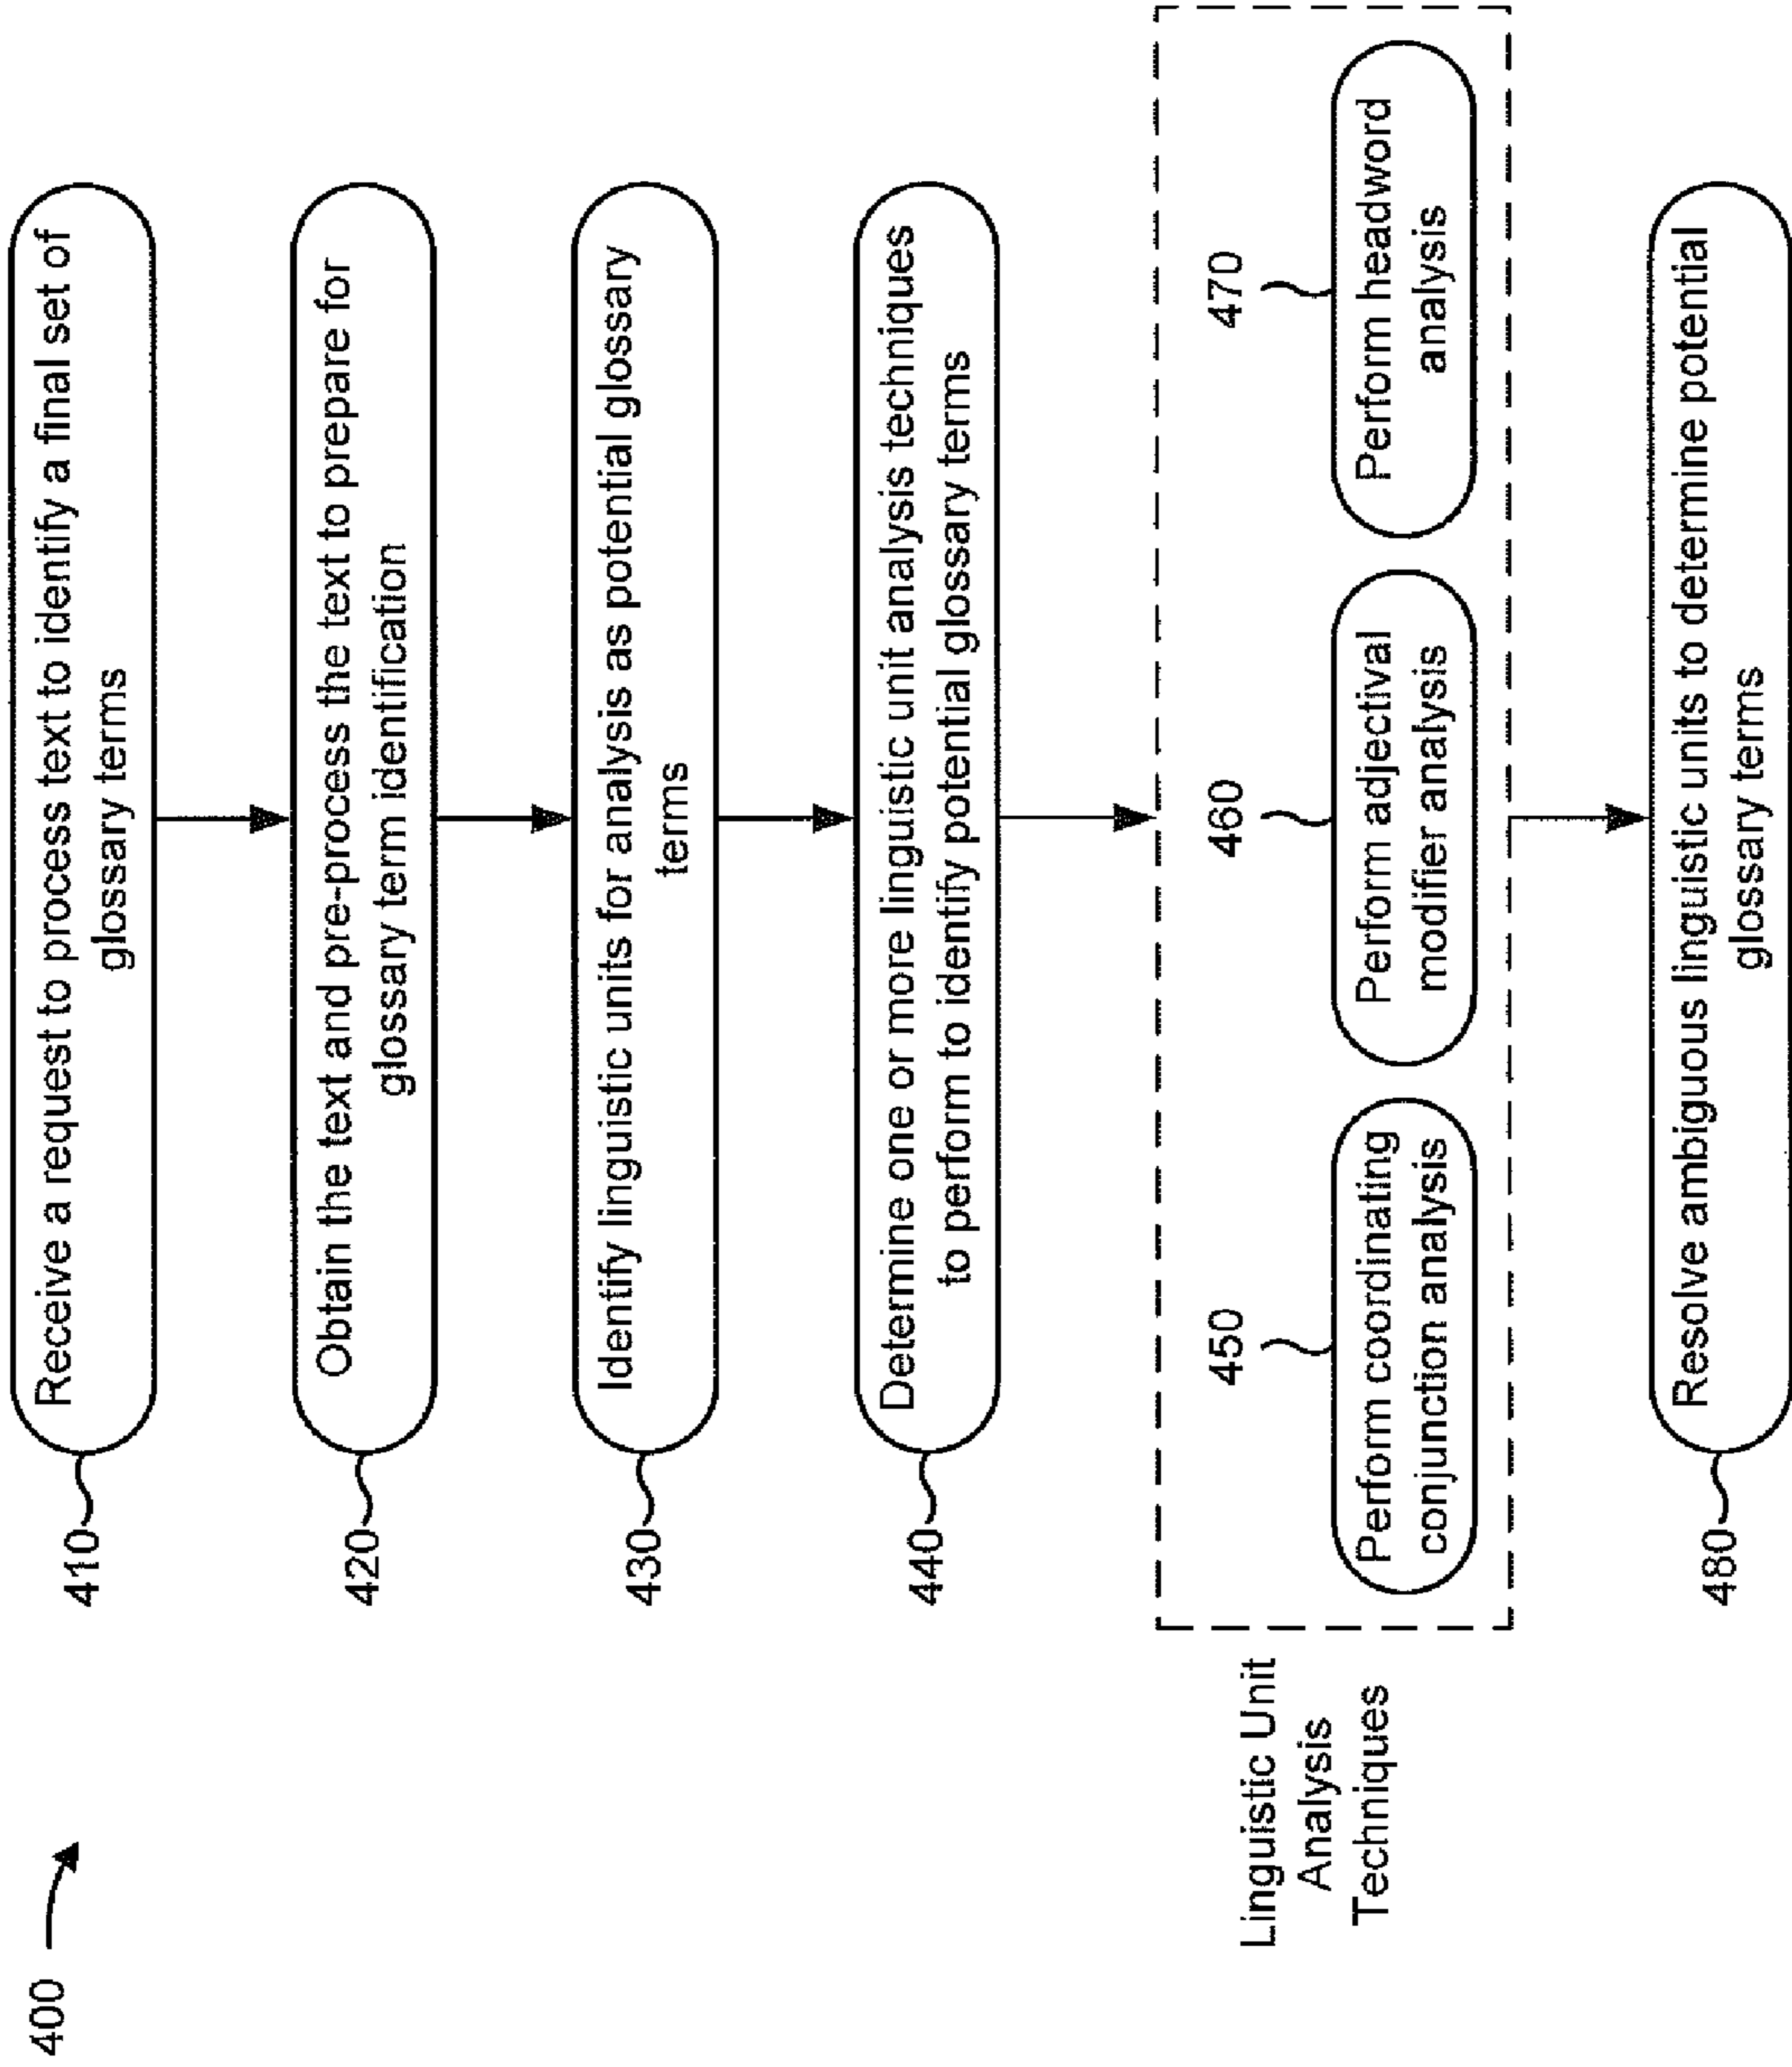 400
410
Receive a request to process text to identify a final set of
glossary terms
420
Obtain the text and pre-process the text to prepare for
glossary term identification
430
Identify linguistic units for analysis as potential glossary
terms
440
Determine one or more linguistic unit analysis techniques
to perform to identify potential glossary terms
Linguistic Unit
Analysis
Techniques
450
Perform coordinating
conjunction analysis
460
Perform adjectival
modifier analysis
470
Perform headword
analysis
480
Resolve ambiguous linguistic units to determine potential
glossary terms